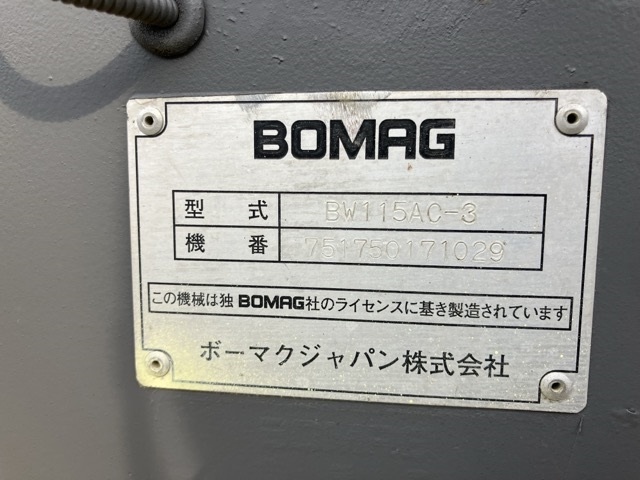 BOMAG
型式 BW115AC-3
機番 751750171029
この機械は独BOMAG社のライセンスに基き製造されています
ボーマクジャパン株式会社